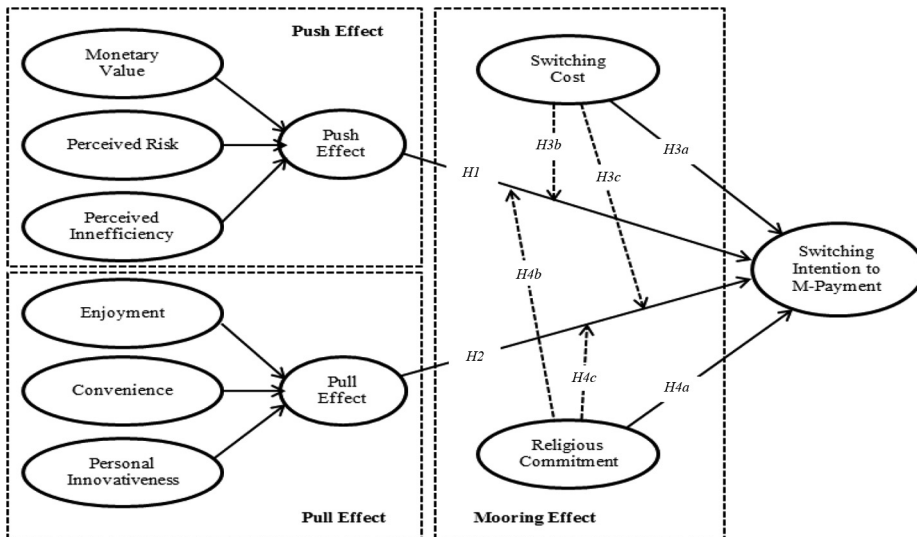 Push Effect
Monetary
Value
Perceived Risk
Perceived
Innefficiency
Push
Effect
Enjoyment
Convenience
Personal
Innovativeness
Pull
Effect
Pull Effect
Switching
Cost
H3b
H3a
H1
H3c
H4b
H2
H4c
H4a
Religious
Commitment
Mooring Effect
Switching
Intention to
M-Payment